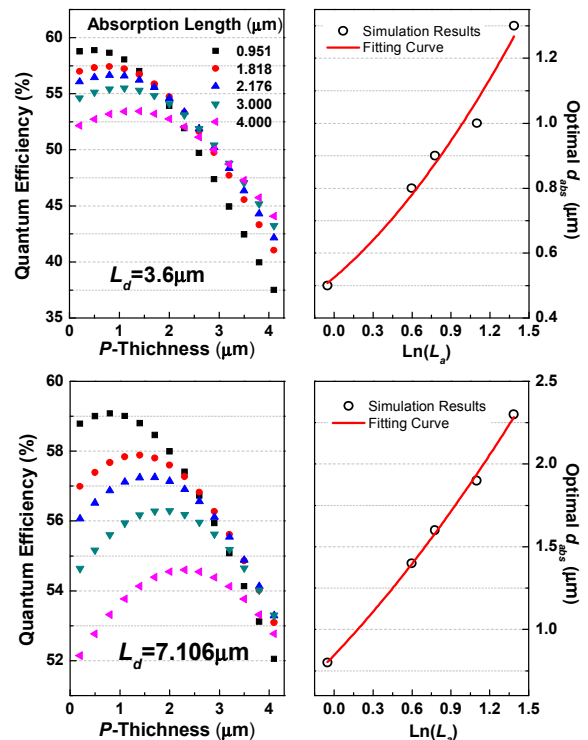 Absorption Length (μm)
0.951
1.818
2.176
3.000
4.000
60
55
50
45
40
35
Quantum Efficiency (%)
L_d=3.6μm
0 1 2 3 4
P-Thichness (μm)
Simulation Results
Fitting Curve
1.2
1.0
0.8
0.6
0.4
Optimal d_abs (μm)
0.0 0.3 0.6 0.9 1.2 1.5
Ln(L_a)
60
58
56
54
52
Quantum Efficiency (%)
L_d=7.106μm
0 1 2 3 4
P-Thichness (μm)
Simulation Results
Fitting Curve
2.5
2.0
1.5
1.0
Optimal d_abs (μm)
0.0 0.3 0.6 0.9 1.2 1.5
Ln(L_a)